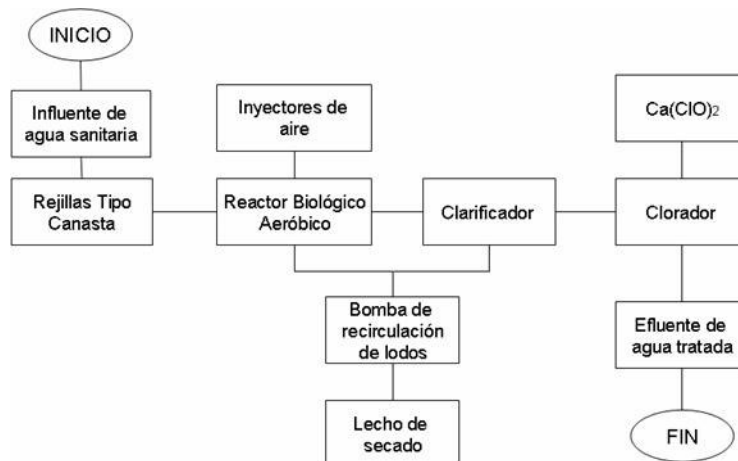 INICIO
Influente de
agua sanitaria
Inyectores de
aire
Ca(ClO)2
Rejillas Tipo
Canasta
Reactor Biológico
Aeróbico
Clarificador
Clorador
Bomba de
recirculación
de lodos
Efluente de
agua tratada
Lecho de
secado
FIN